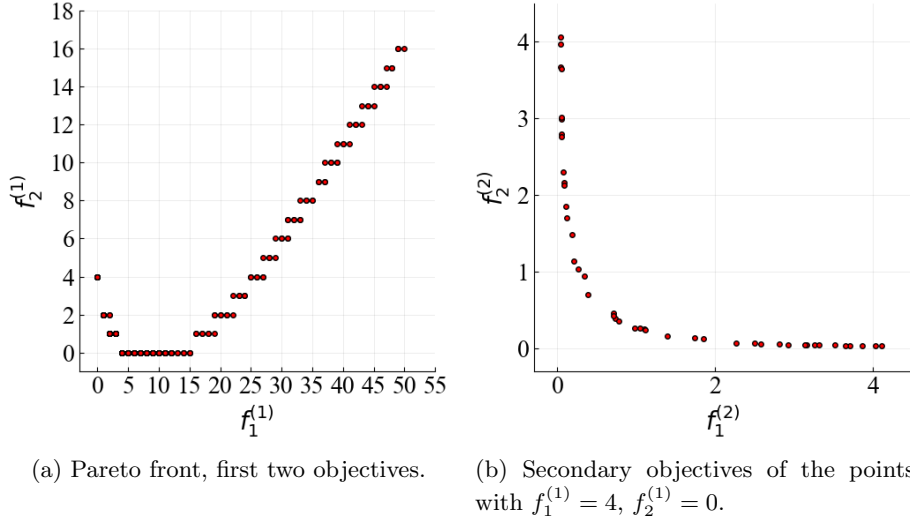 18
16
14
12
10
8
6
4
2
0
0 5 10 15 20 25 30 35 40 45 50 55
f_2^{(1)}
f_1^{(1)}
4
3
2
1
0
0 2 4
f_2^{(2)}
f_1^{(2)}
(a) Pareto front, first two objectives.
(b) Secondary objectives of the points
with f_1^{(1)} = 4, f_2^{(1)} = 0.